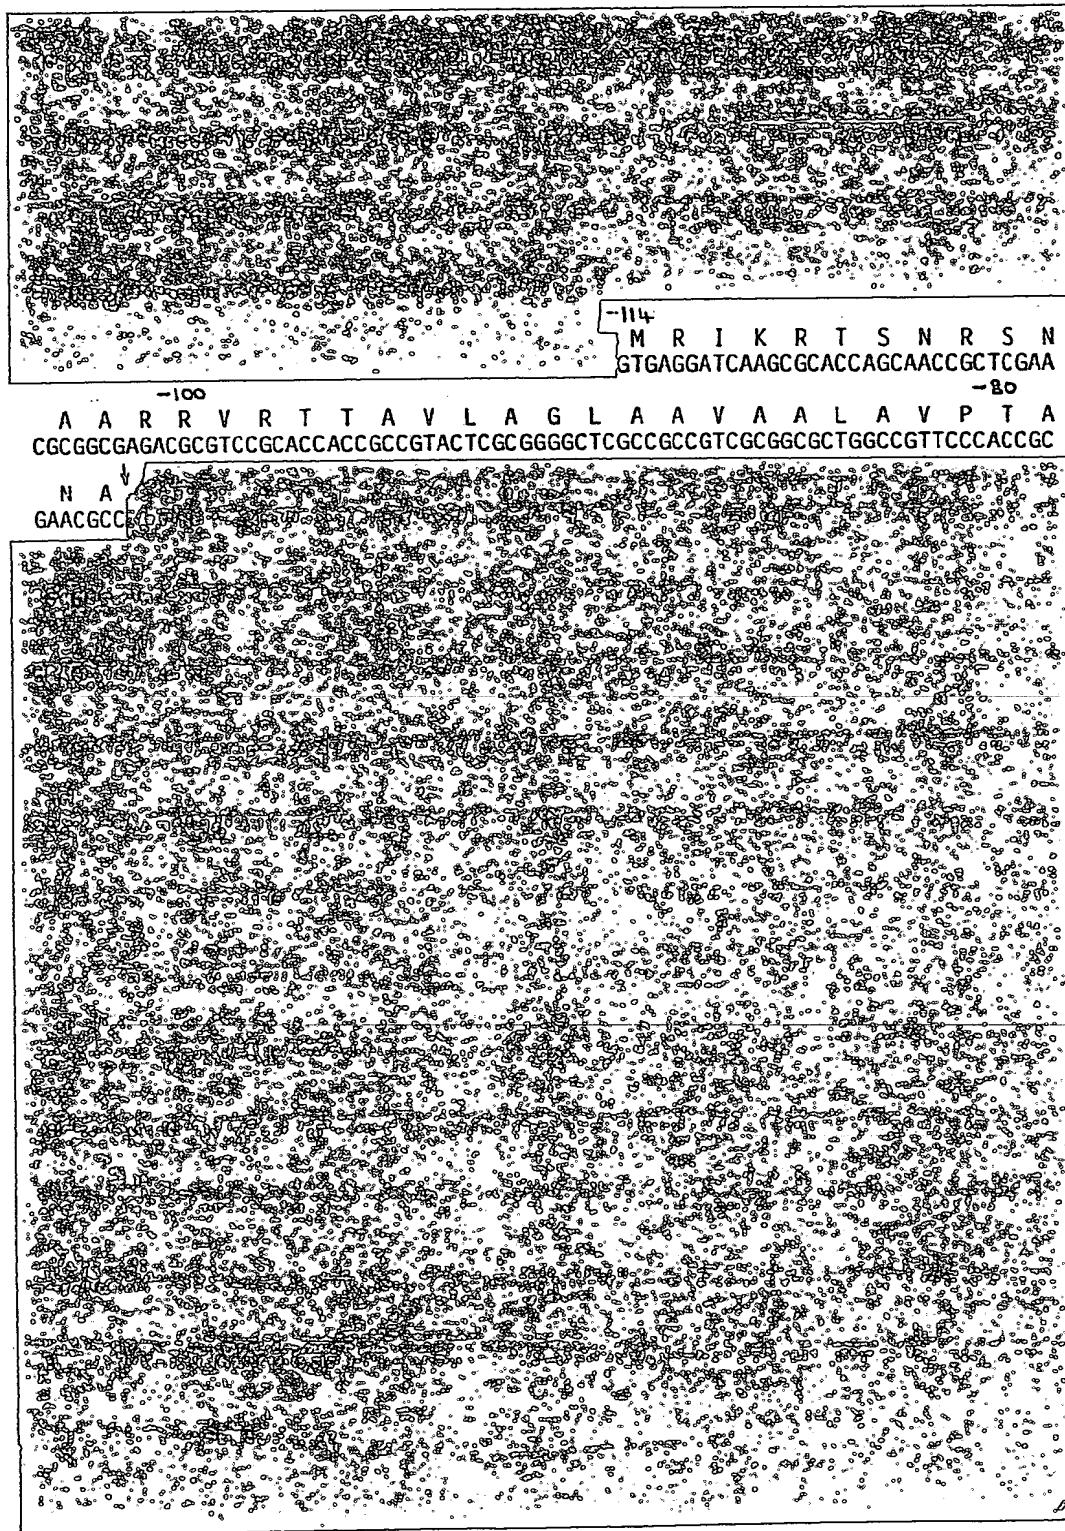 -114
M R I K R T S N R S N
GTGAGGATCAAGCGCACCAGCAACCGCTCGAA
-100 -80
A A R R V R T T A V L A G L A A V A A L A V P T A
CGCGGCGAGACGCGTCCGCACCACCGCCGTACTCGCGGGGCTCGCCGCCGTCGCGGCGCTGGCCGTTCCCACCGC
N A
GAACGCC